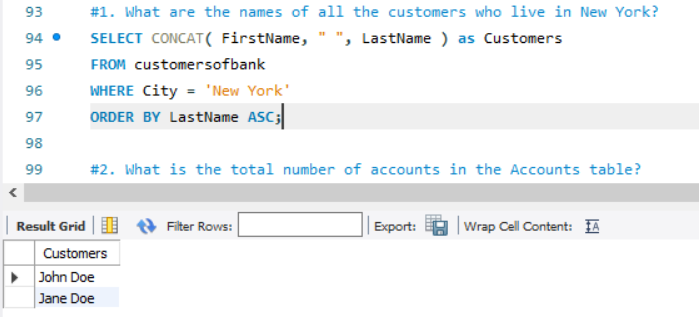 93 #1. What are the names of all the customers who live in New York?
94 SELECT CONCAT( FirstName, " ", LastName ) as Customers
95 FROM customersofbank
96 WHERE City = 'New York'
97 ORDER BY LastName ASC;
98
99 #2. What is the total number of accounts in the Accounts table?
Result Grid Filter Rows: Export: Wrap Cell Content: IA
Customers
John Doe
Jane Doe